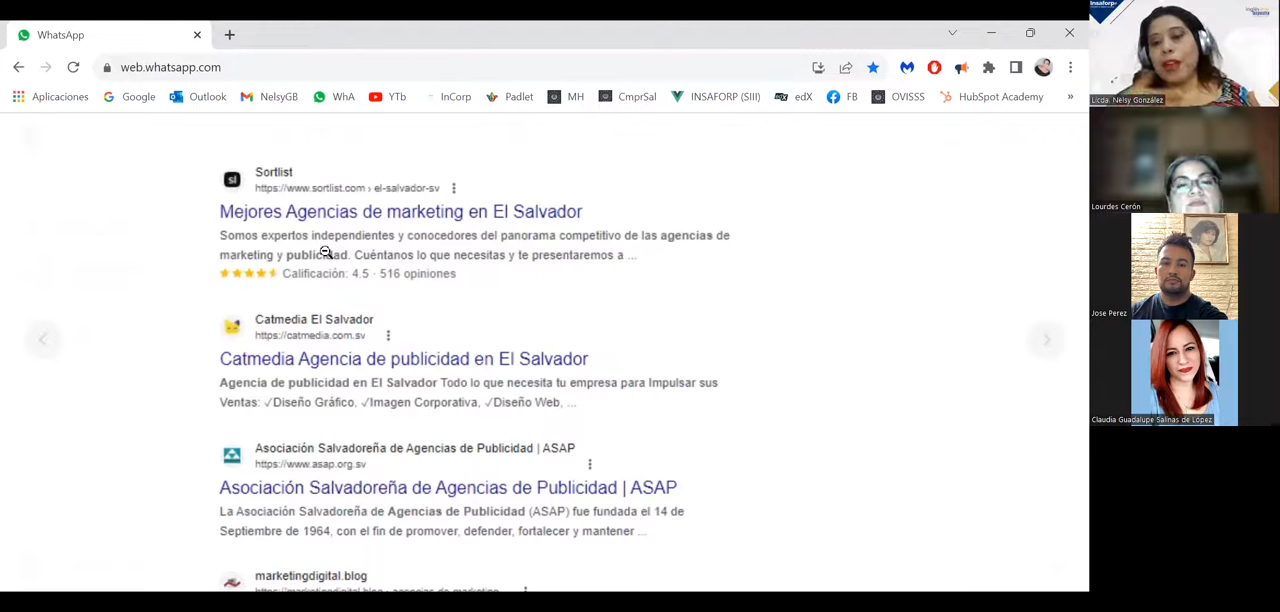 WhatsApp
web.whatsapp.com
Aplicaciones Google Outlook NelsyGB WhA YTb InCorp Padlet MH CmprSal INSAFORP (SIII) edX FB OVISSS HubSpot Academy »
Sortlist
https://www.sortlist.com › el-salvador-sv
Mejores Agencias de marketing en El Salvador
Somos expertos independientes y conocedores del panorama competitivo de las agencias de
marketing y publicidad. Cuéntanos lo que necesitas y te presentaremos a ...
Calificación: 4.5 · 516 opiniones
Catmedia El Salvador
https://catmedia.com.sv
Catmedia Agencia de publicidad en El Salvador
Agencia de publicidad en El Salvador Todo lo que necesita tu empresa para Impulsar sus
Ventas: ✓Diseño Gráfico, ✓Imagen Corporativa, ✓Diseño Web, ...
Asociación Salvadoreña de Agencias de Publicidad | ASAP
https://www.asap.org.sv
Asociación Salvadoreña de Agencias de Publicidad | ASAP
La Asociación Salvadoreña de Agencias de Publicidad (ASAP) fue fundada el 14 de
Septiembre de 1964, con el fin de promover, defender, fortalecer y mantener ...
marketingdigital.blog
Insaforp
Licda. Nelsy González
Lourdes Cerón
Jose Perez
Claudia Guadalupe Salinas de López